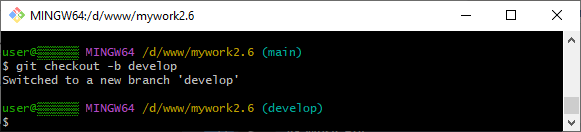 MINGW64:/d/www/mywork2.6
user@ MINGW64 /d/www/mywork2.6 (main)
$ git checkout -b develop
Switched to a new branch 'develop'
user@ MINGW64 /d/www/mywork2.6 (develop)
$